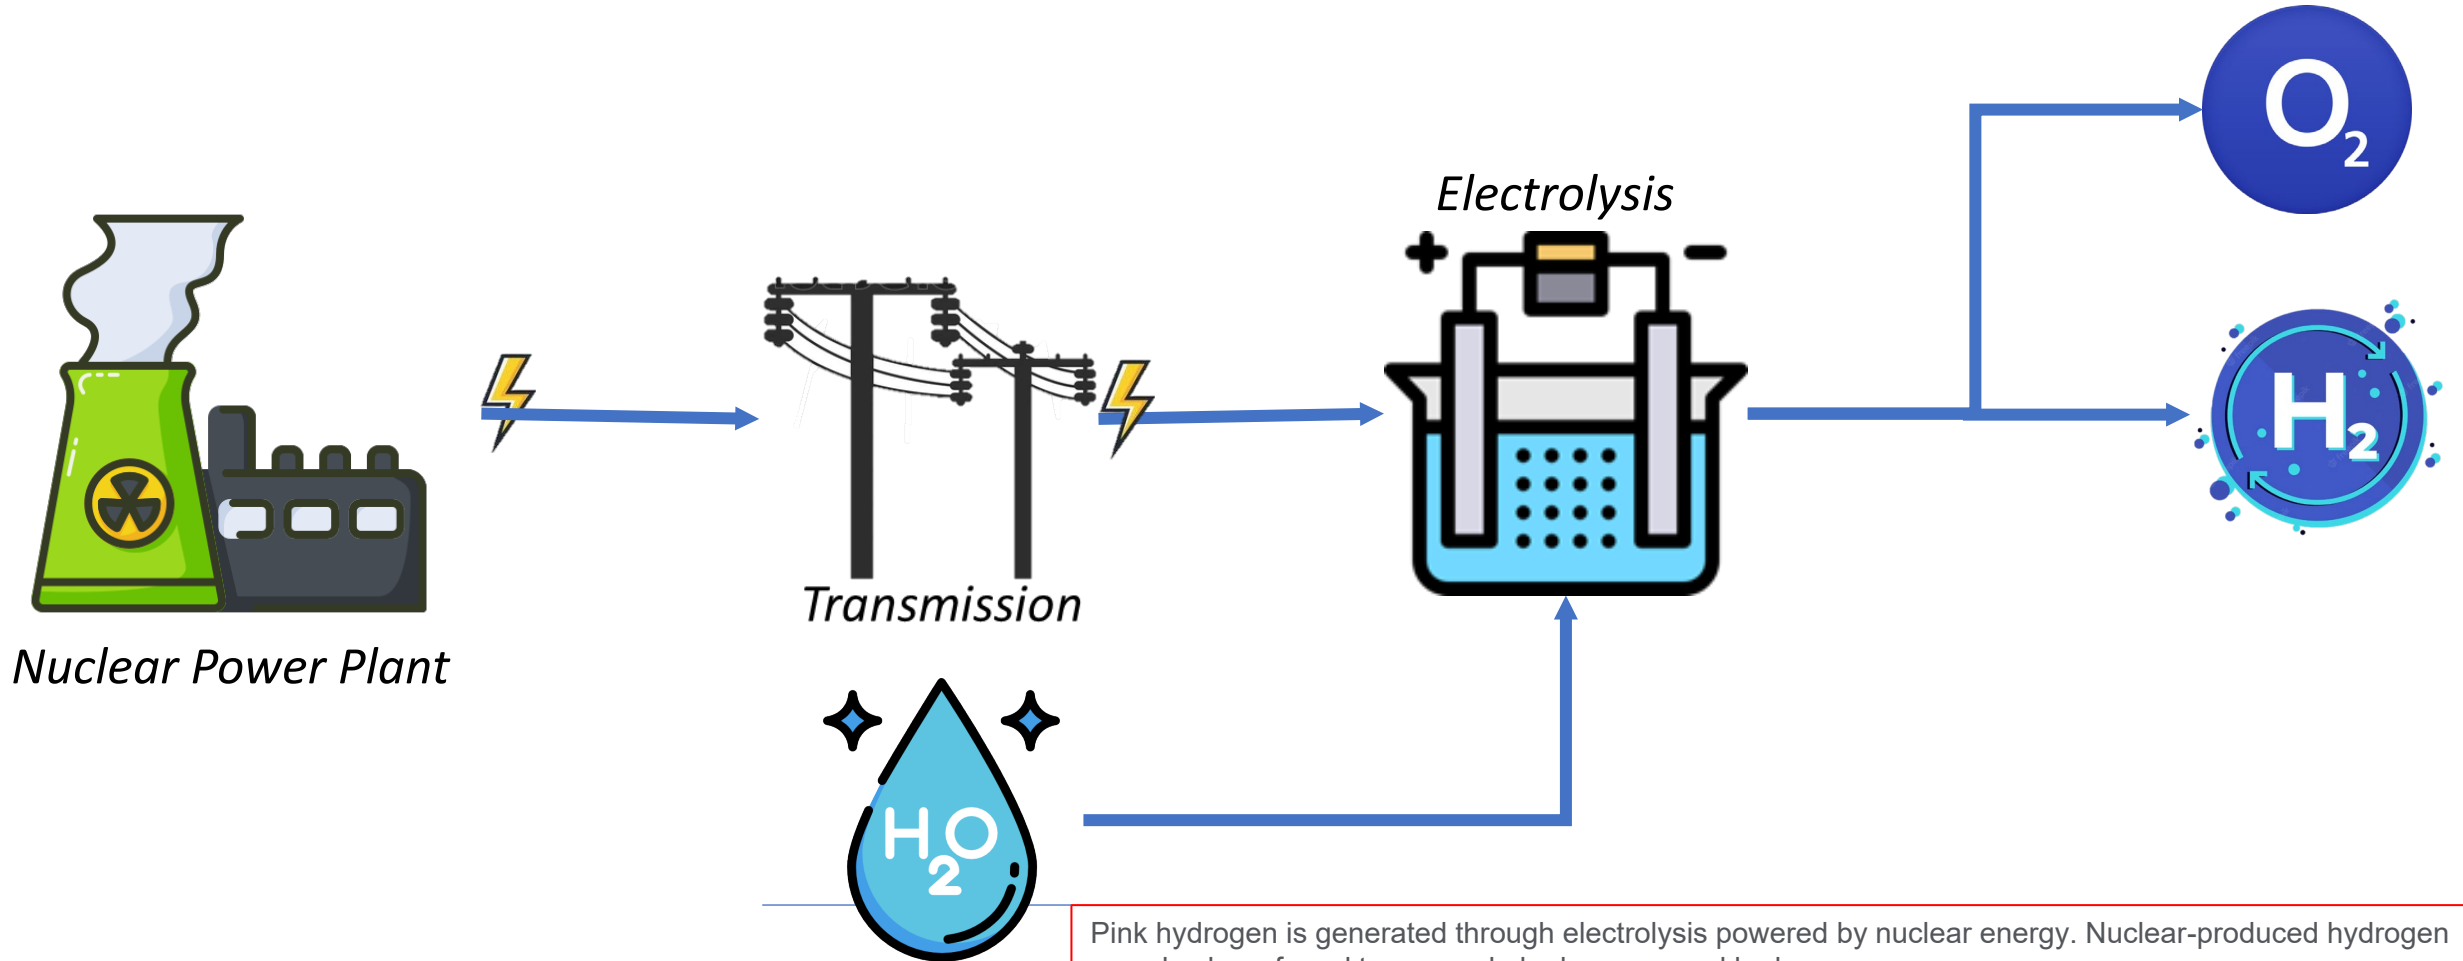 O2
Electrolysis
H2
Transmission
Nuclear Power Plant
H2O
Pink hydrogen is generated through electrolysis powered by nuclear energy. Nuclear-produced hydrogen